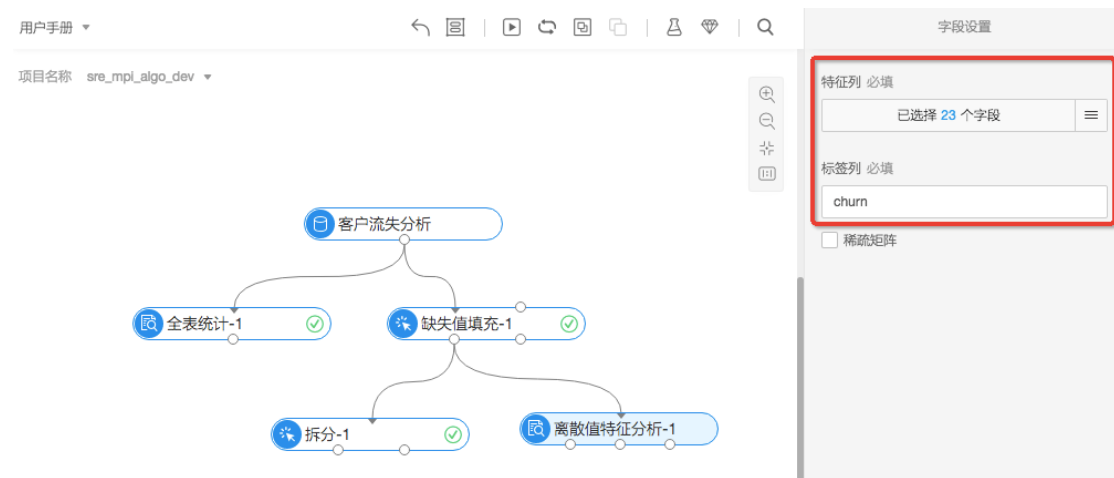 用户手册
项目名称 sre_mpi_algo_dev
客户流失分析
全表统计-1
缺失值填充-1
拆分-1
离散值特征分析-1
字段设置
特征列 必填
已选择 23 个字段
标签列 必填
churn
稀疏矩阵